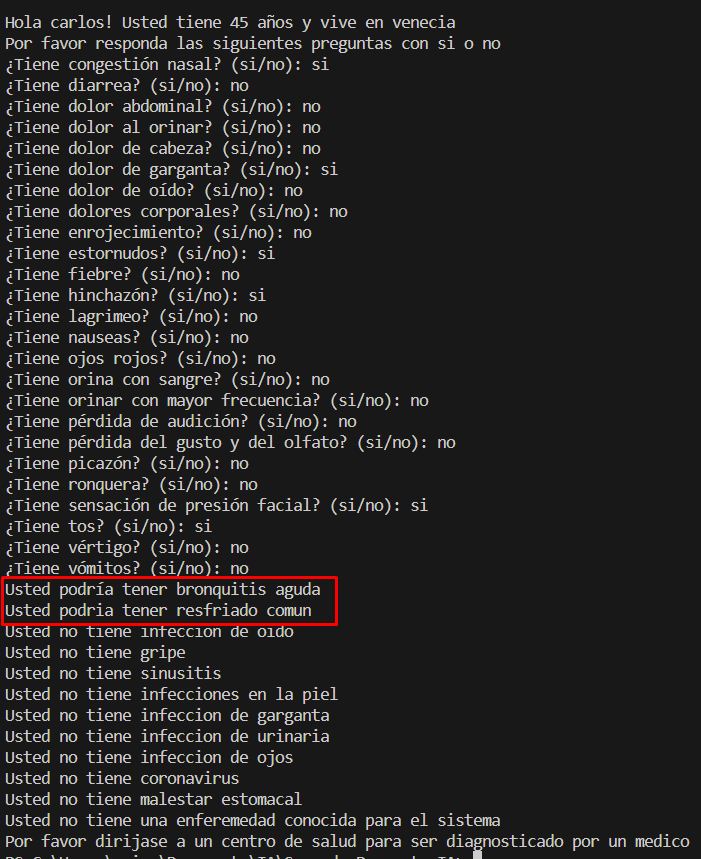 Hola carlos! Usted tiene 45 años y vive en venecia
Por favor responda las siguientes preguntas con si o no
¿Tiene congestión nasal? (si/no): si
¿Tiene diarrea? (si/no): no
¿Tiene dolor abdominal? (si/no): no
¿Tiene dolor al orinar? (si/no): no
¿Tiene dolor de cabeza? (si/no): no
¿Tiene dolor de garganta? (si/no): si
¿Tiene dolor de oído? (si/no): no
¿Tiene dolores corporales? (si/no): no
¿Tiene enrojecimiento? (si/no): no
¿Tiene estornudos? (si/no): si
¿Tiene fiebre? (si/no): no
¿Tiene hinchazón? (si/no): si
¿Tiene lagrimeo? (si/no): no
¿Tiene nauseas? (si/no): no
¿Tiene ojos rojos? (si/no): no
¿Tiene orina con sangre? (si/no): no
¿Tiene orinar con mayor frecuencia? (si/no): no
¿Tiene pérdida de audición? (si/no): no
¿Tiene pérdida del gusto y del olfato? (si/no): no
¿Tiene picazón? (si/no): no
¿Tiene ronquera? (si/no): no
¿Tiene sensación de presión facial? (si/no): si
¿Tiene tos? (si/no): si
¿Tiene vértigo? (si/no): no
¿Tiene vómitos? (si/no): no
Usted podría tener bronquitis aguda
Usted podria tener resfriado comun
Usted no tiene infeccion de oido
Usted no tiene gripe
Usted no tiene sinusitis
Usted no tiene infecciones en la piel
Usted no tiene infeccion de garganta
Usted no tiene infeccion de urinaria
Usted no tiene infeccion de ojos
Usted no tiene coronavirus
Usted no tiene malestar estomacal
Usted no tiene una enferemedad conocida para el sistema
Por favor dirijase a un centro de salud para ser diagnosticado por un medico